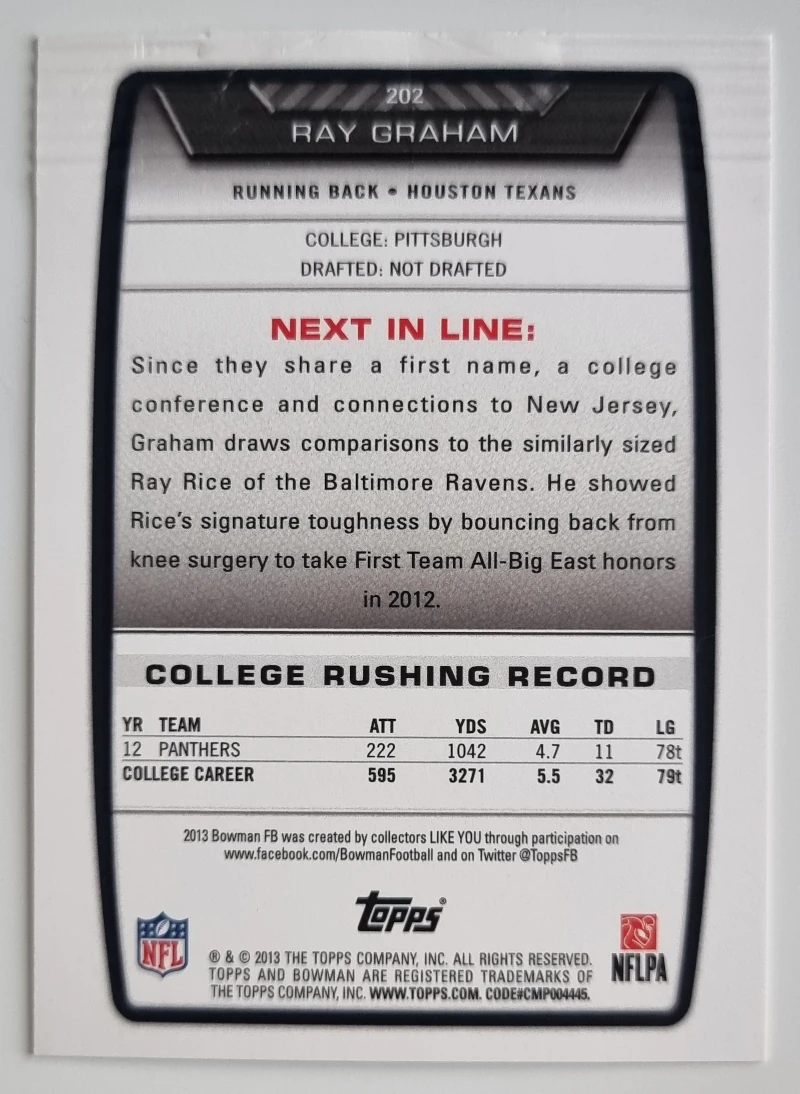 202
RAY GRAHAM
RUNNING BACK • HOUSTON TEXANS
COLLEGE: PITTSBURGH
DRAFTED: NOT DRAFTED
NEXT IN LINE:
Since they share a first name, a college
conference and connections to New Jersey,
Graham draws comparisons to the similarly sized
Ray Rice of the Baltimore Ravens. He showed
Rice's signature toughness by bouncing back from
knee surgery to take First Team All-Big East honors
in 2012.
COLLEGE RUSHING RECORD
YR TEAM ATT YDS AVG TD LG
12 PANTHERS 222 1042 4.7 11 78t
COLLEGE CAREER 595 3271 5.5 32 79t
2013 Bowman FB was created by collectors LIKE YOU through participation on
www.facebook.com/BowmanFootball and on Twitter @ToppsFB
topps®
NFL
NFLPA
® & © 2013 THE TOPPS COMPANY, INC. ALL RIGHTS RESERVED.
TOPPS AND BOWMAN ARE REGISTERED TRADEMARKS OF
THE TOPPS COMPANY, INC. WWW.TOPPS.COM. CODE#CMP004445.